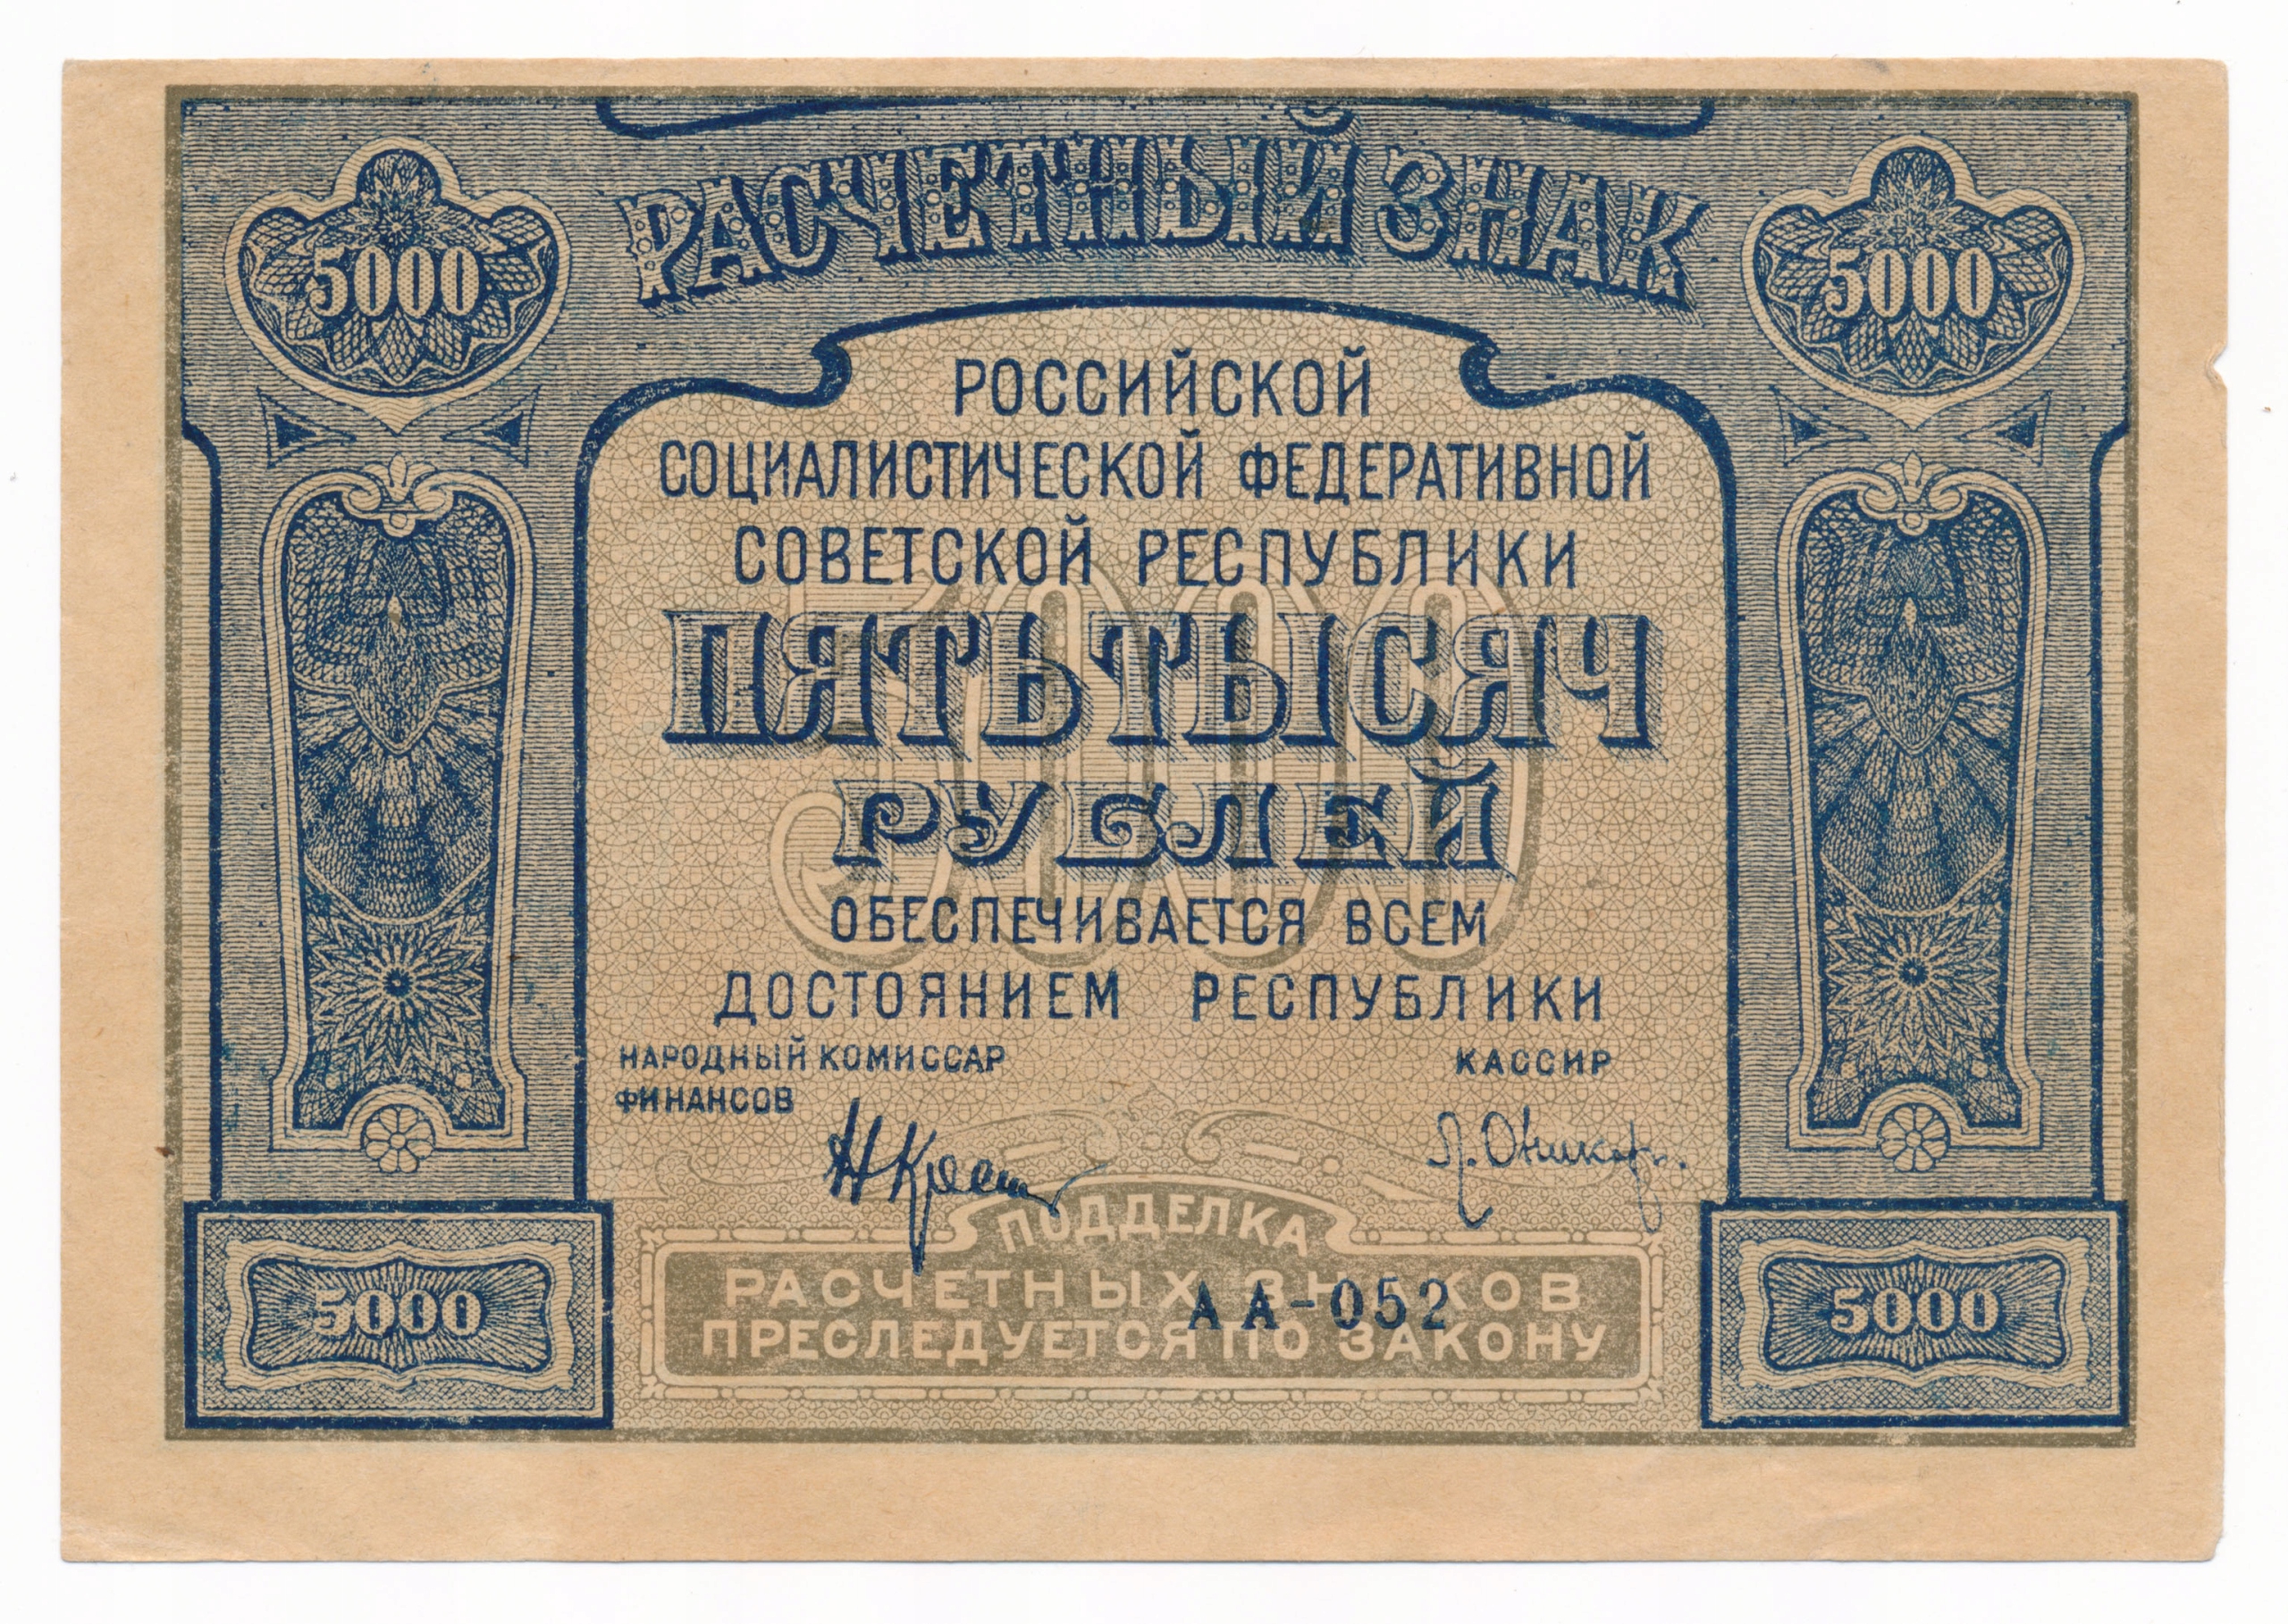 РАСЧЕТНЫЙ ЗНАК
5000
5000
РОССИЙСКОЙ
СОЦИАЛИСТИЧЕСКОЙ ФЕДЕРАТИВНОЙ
СОВЕТСКОЙ РЕСПУБЛИКИ
5000
ПЯТЬ ТЫСЯЧ
РУБЛЕЙ
ОБЕСПЕЧИВАЕТСЯ ВСЕМ
ДОСТОЯНИЕМ РЕСПУБЛИКИ
НАРОДНЫЙ КОМИССАР
ФИНАНСОВ
КАССИР
ПОДДЕЛКА
РАСЧЕТНЫХ ЗНАКОВ
АА-052
ПРЕСЛЕДУЕТСЯ ПО ЗАКОНУ
5000
5000